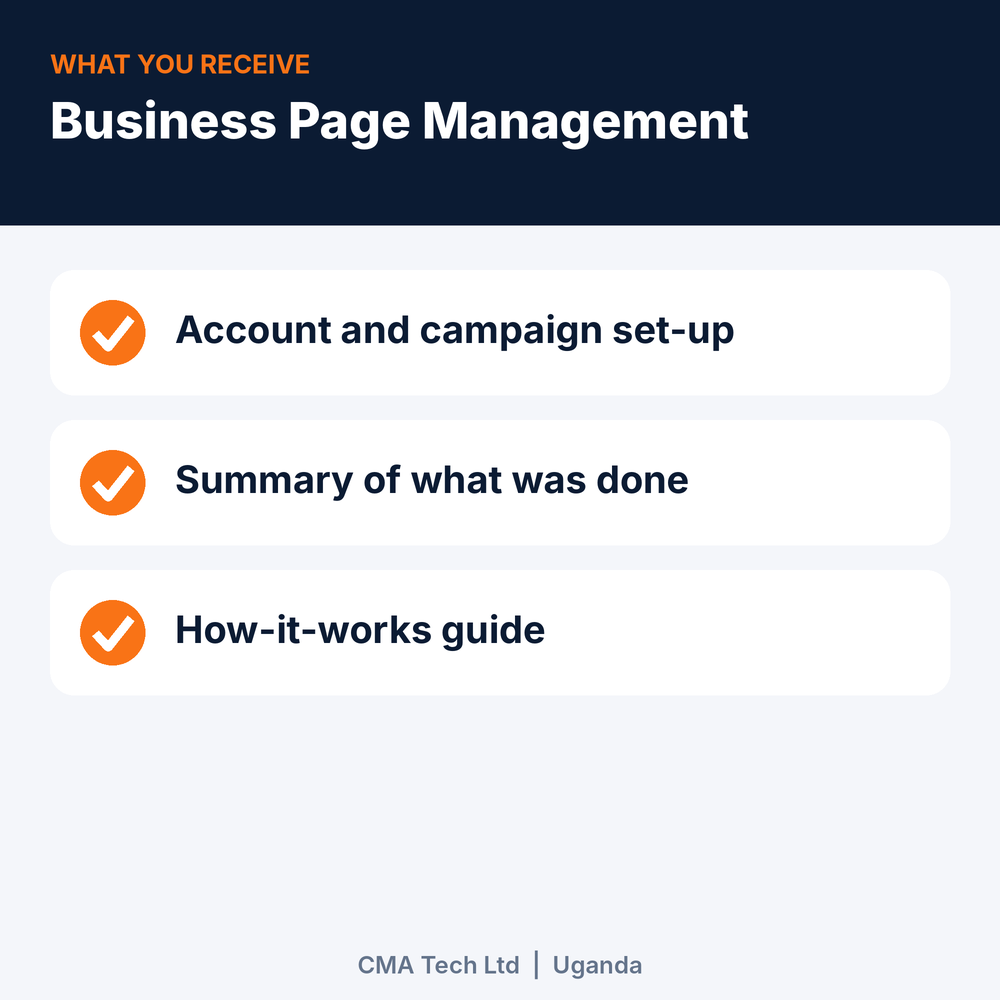 WHAT YOU RECEIVE
Business Page Management
Account and campaign set-up
Summary of what was done
How-it-works guide
CMA Tech Ltd | Uganda